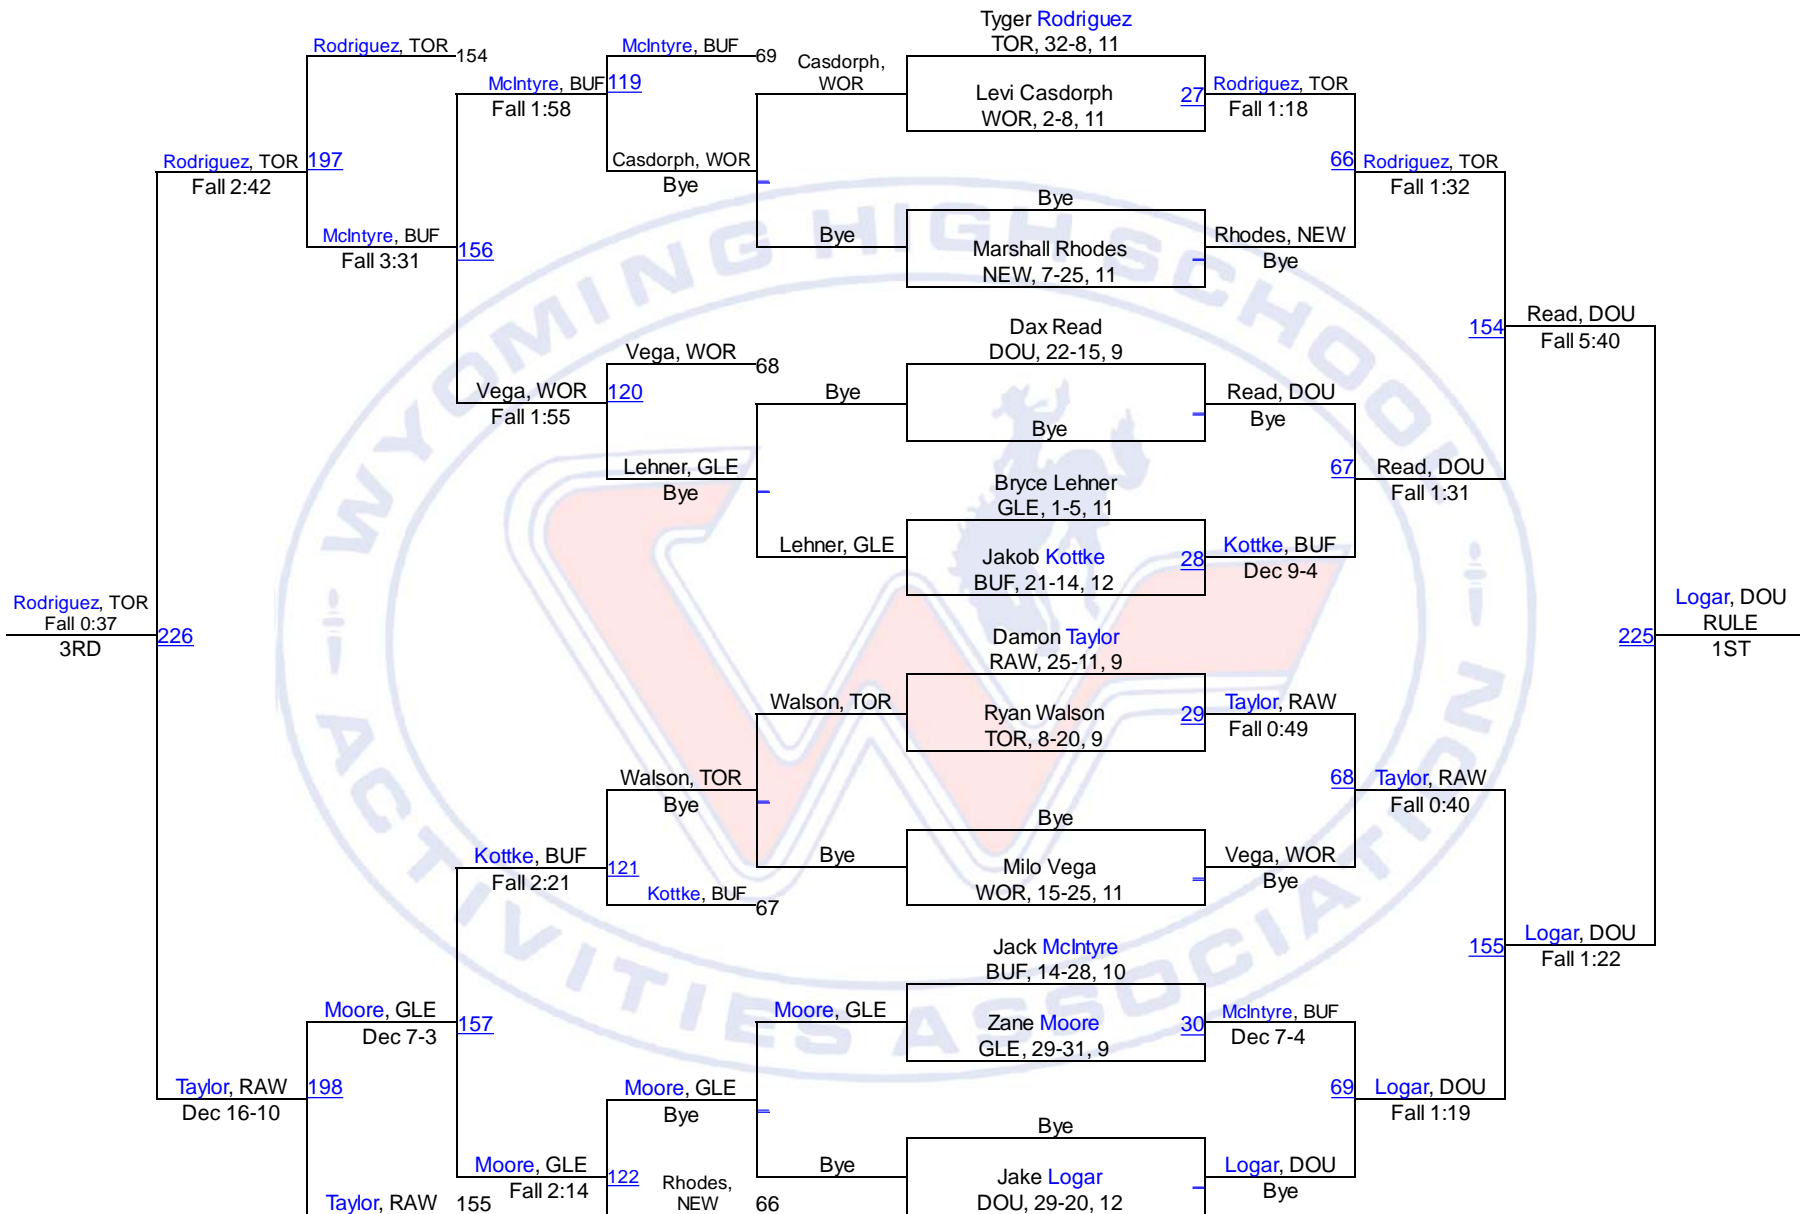 Tyger Rodriguez
TOR, 32-8, 11
Rodriguez, TOR
154
McIntyre, BUF
69
Casdorph,
WOR
McIntyre, BUF
119
Fall 1:58
Levi Casdorph
WOR, 2-8, 11
27
Rodriguez, TOR
Fall 1:18
Rodriguez, TOR
197
Fall 2:42
Casdorph, WOR
Bye
66
Rodriguez, TOR
Fall 1:32
Bye
McIntyre, BUF
Fall 3:31
156
Bye
Marshall Rhodes
NEW, 7-25, 11
Rhodes, NEW
Bye
Dax Read
DOU, 22-15, 9
154
Read, DOU
Fall 5:40
Vega, WOR
68
Vega, WOR
120
Fall 1:55
Bye
Bye
Read, DOU
Bye
Lehner, GLE
Bye
Bryce Lehner
GLE, 1-5, 11
67
Read, DOU
Fall 1:31
Lehner, GLE
Jakob Kottke
BUF, 21-14, 12
28
Kottke, BUF
Dec 9-4
Rodriguez, TOR
Fall 0:37
226
3RD
Logar, DOU
RULE
225
1ST
Damon Taylor
RAW, 25-11, 9
Walson, TOR
Ryan Walson
TOR, 8-20, 9
29
Taylor, RAW
Fall 0:49
Walson, TOR
Bye
68
Taylor, RAW
Fall 0:40
Bye
Kottke, BUF
121
Fall 2:21
Kottke, BUF
67
Bye
Milo Vega
WOR, 15-25, 11
Vega, WOR
Bye
Jack McIntyre
BUF, 14-28, 10
155
Logar, DOU
Fall 1:22
Moore, GLE
157
Dec 7-3
Moore, GLE
Zane Moore
GLE, 29-31, 9
30
McIntyre, BUF
Dec 7-4
Taylor, RAW
198
Dec 16-10
Moore, GLE
Bye
69
Logar, DOU
Fall 1:19
Bye
Moore, GLE
122
Fall 2:14
Rhodes,
NEW
66
Bye
Jake Logar
DOU, 29-20, 12
Logar, DOU
Bye
Taylor, RAW
155
WYOMING HIGH SCHOOL
ACTIVITIES ASSOCIATION